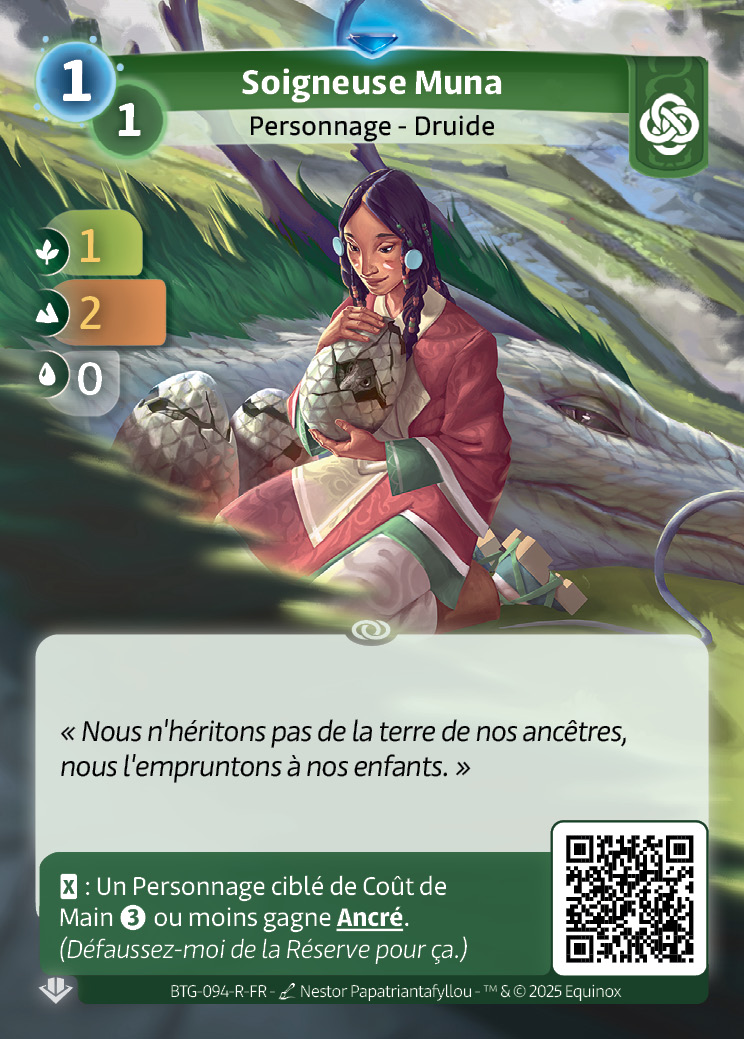 1
Soigneuse Muna
1
Personnage - Druide
1
2
0
« Nous n'héritons pas de la terre de nos ancêtres,
nous l'empruntons à nos enfants. »
X : Un Personnage ciblé de Coût de
Main 3 ou moins gagne Ancré.
(Défaussez-moi de la Réserve pour ça.)
BTG-094-R-FR - Nestor Papatriantafyllou - ™ & © 2025 Equinox